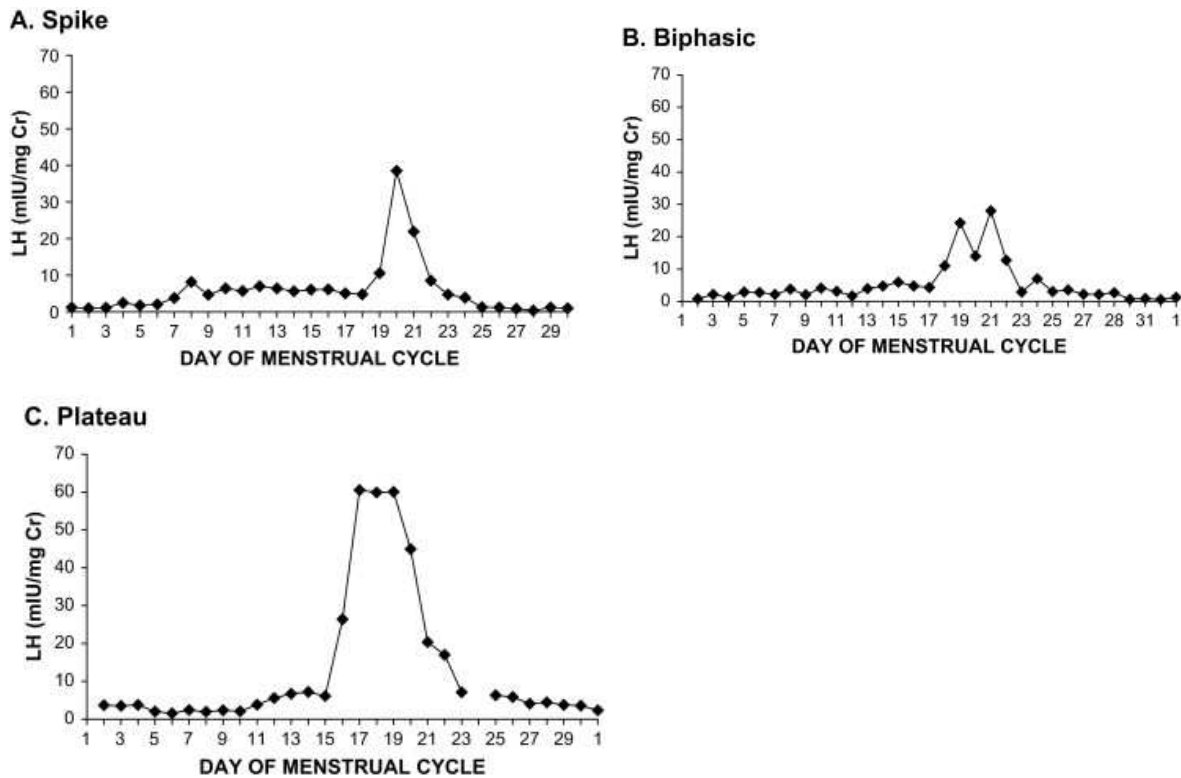 A. Spike
70
60
50
40
30
20
10
0
LH (mIU/mg Cr)
1 3 5 7 9 11 13 15 17 19 21 23 25 27 29
DAY OF MENSTRUAL CYCLE
B. Biphasic
70
60
50
40
30
20
10
0
LH (mIU/mg Cr)
1 3 5 7 9 11 13 15 17 19 21 23 25 27 28 31 1
DAY OF MENSTRUAL CYCLE
C. Plateau
70
60
50
40
30
20
10
0
LH (mIU/mg Cr)
1 3 5 7 9 11 13 15 17 19 21 23 25 27 29 1
DAY OF MENSTRUAL CYCLE